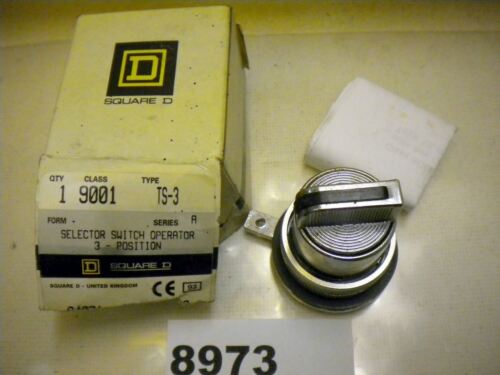 D
SQUARE D
QTY CLASS TYPE
1 9001 TS-3
FORM SERIES A
SELECTOR SWITCH OPERATOR
3 - POSITION
D SQUARE D
SQUARE D - UNITED KINGDOM CE 93
8973